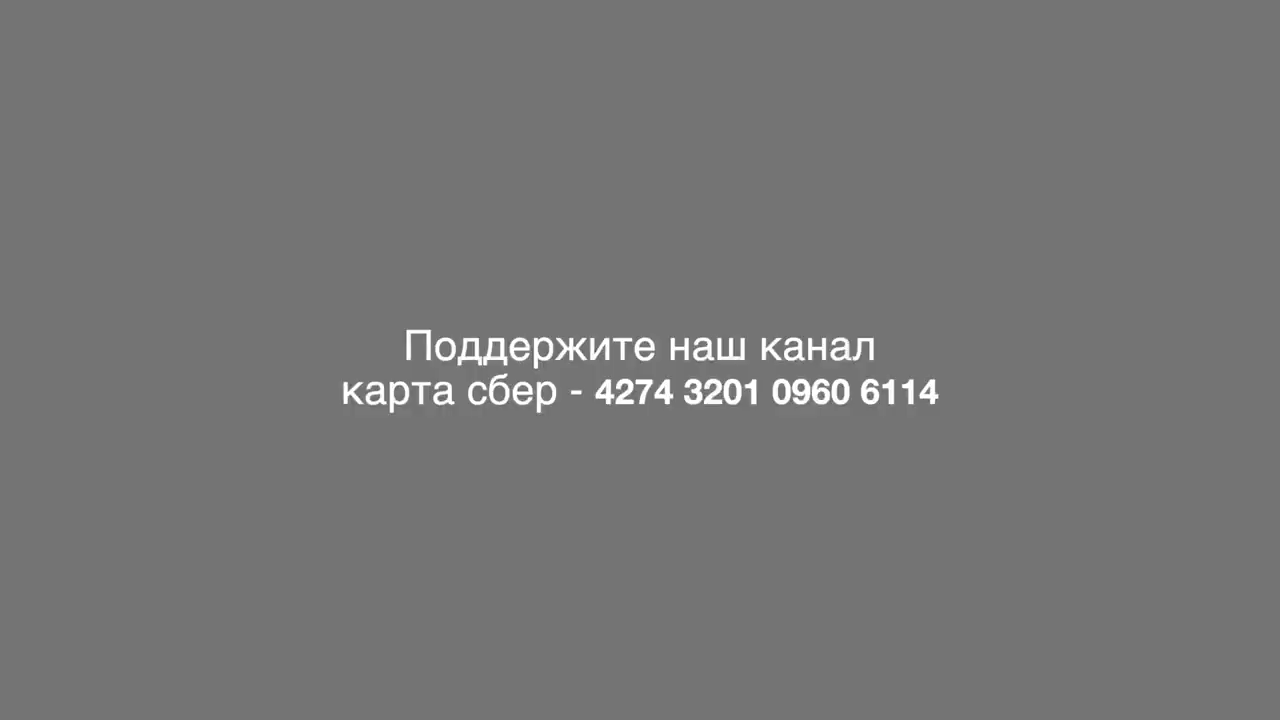 Поддержите наш канал
карта сбер - 4274 3201 0960 6114